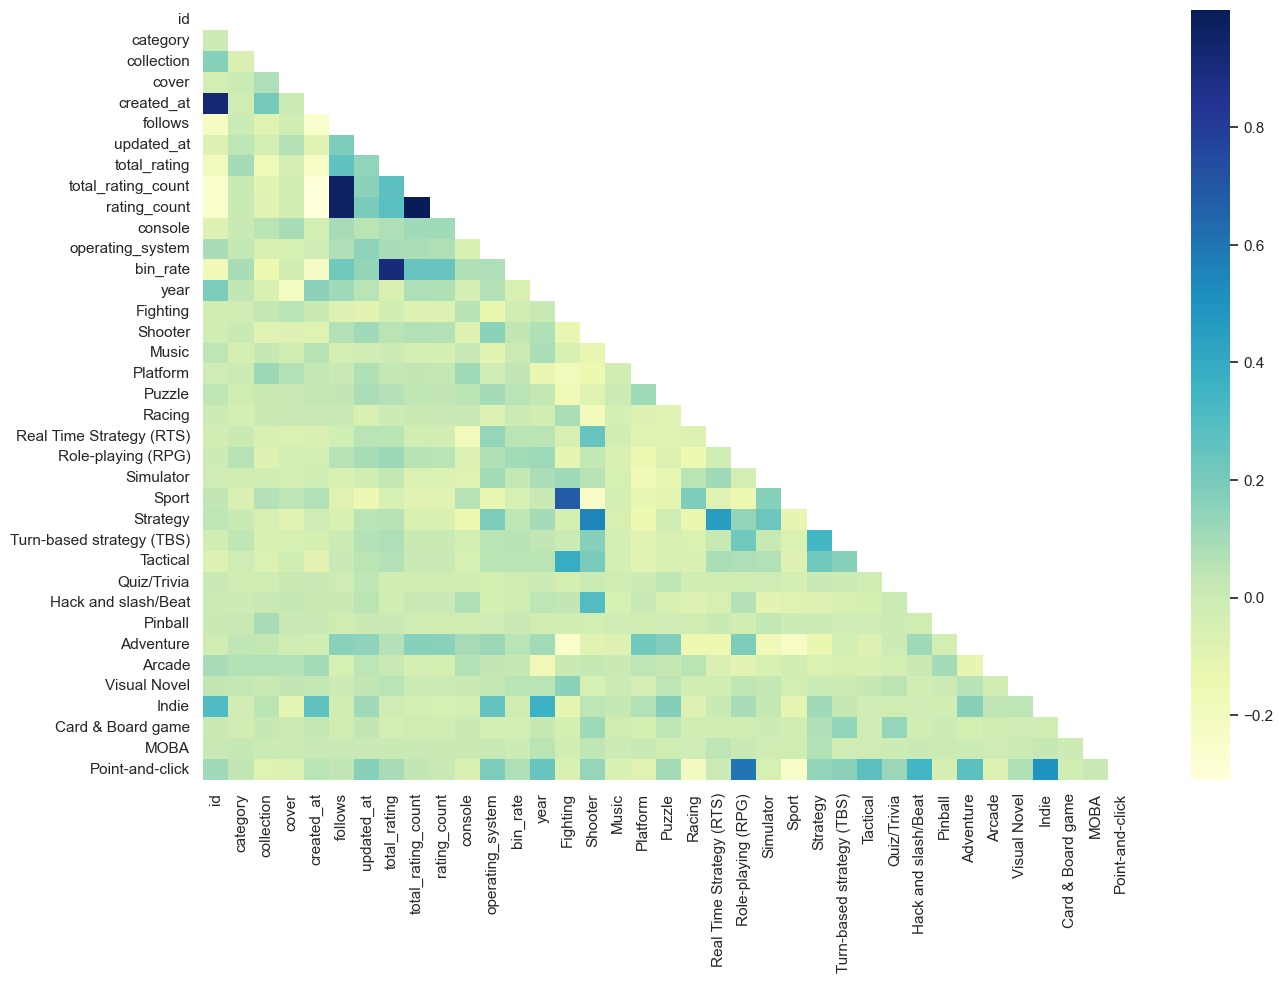 id
category
collection
cover
created_at
follows
updated_at
total_rating
total_rating_count
rating_count
console
operating_system
bin_rate
year
Fighting
Shooter
Music
Platform
Puzzle
Racing
Real Time Strategy (RTS)
Role-playing (RPG)
Simulator
Sport
Strategy
Turn-based strategy (TBS)
Tactical
Quiz/Trivia
Hack and slash/Beat
Pinball
Adventure
Arcade
Visual Novel
Indie
Card & Board game
MOBA
Point-and-click
id
category
collection
cover
created_at
follows
updated_at
total_rating
total_rating_count
rating_count
console
operating_system
bin_rate
year
Fighting
Shooter
Music
Platform
Puzzle
Racing
Real Time Strategy (RTS)
Role-playing (RPG)
Simulator
Sport
Strategy
Turn-based strategy (TBS)
Tactical
Quiz/Trivia
Hack and slash/Beat
Pinball
Adventure
Arcade
Visual Novel
Indie
Card & Board game
MOBA
Point-and-click
0.8
0.6
0.4
0.2
0.0
−0.2